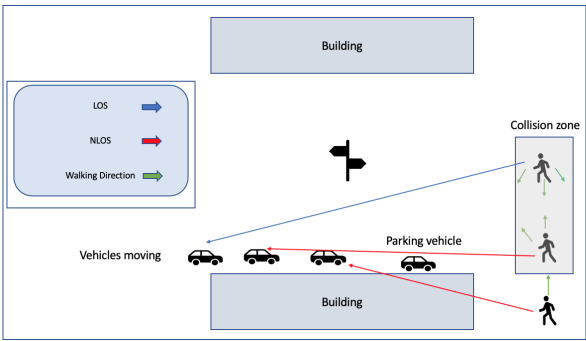 Building
LOS
NLOS
Walking Direction
Collision zone
Vehicles moving
Parking vehicle
Building